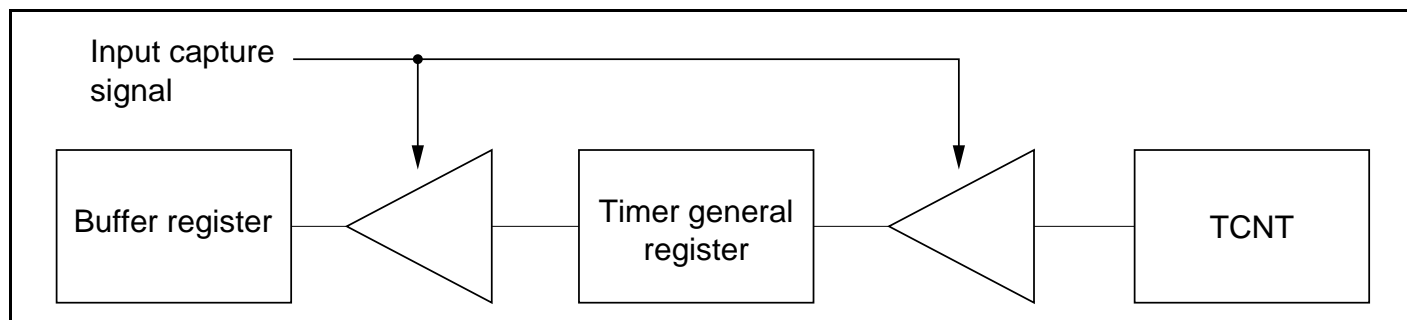 Input capture
signal
Buffer register
Timer general
register
TCNT